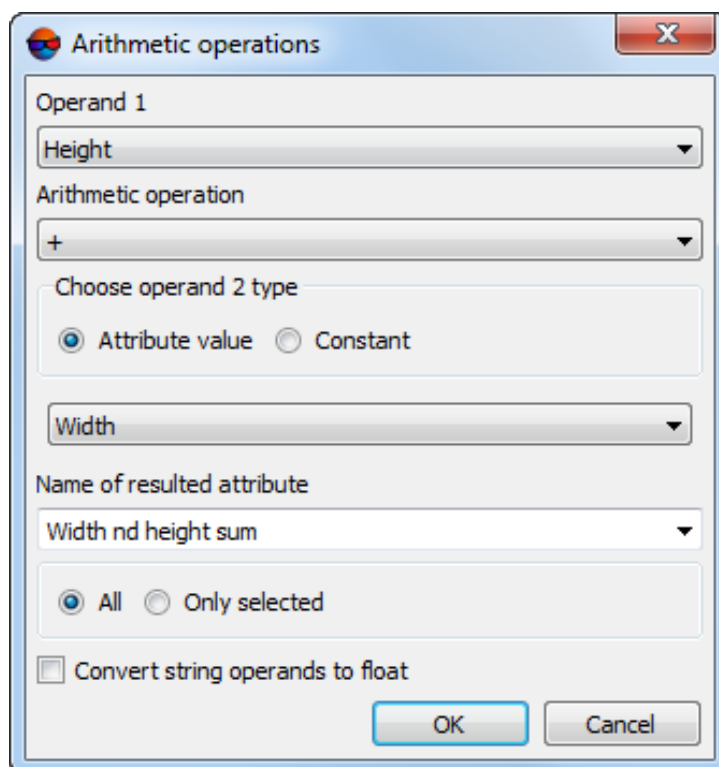 Arithmetic operations
Operand 1
Height
Arithmetic operation
+
Choose operand 2 type
Attribute value Constant
Width
Name of resulted attribute
Width nd height sum
All Only selected
Convert string operands to float
OK Cancel